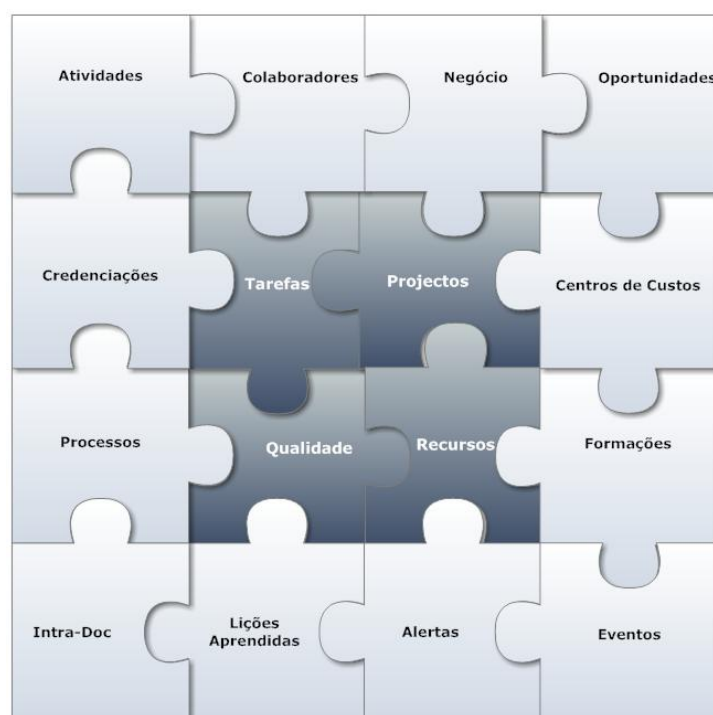 Atividades
Colaboradores
Negócio
Oportunidades
Credenciações
Tarefas
Projectos
Centros de Custos
Processos
Qualidade
Recursos
Formações
Intra-Doc
Lições
Aprendidas
Alertas
Eventos